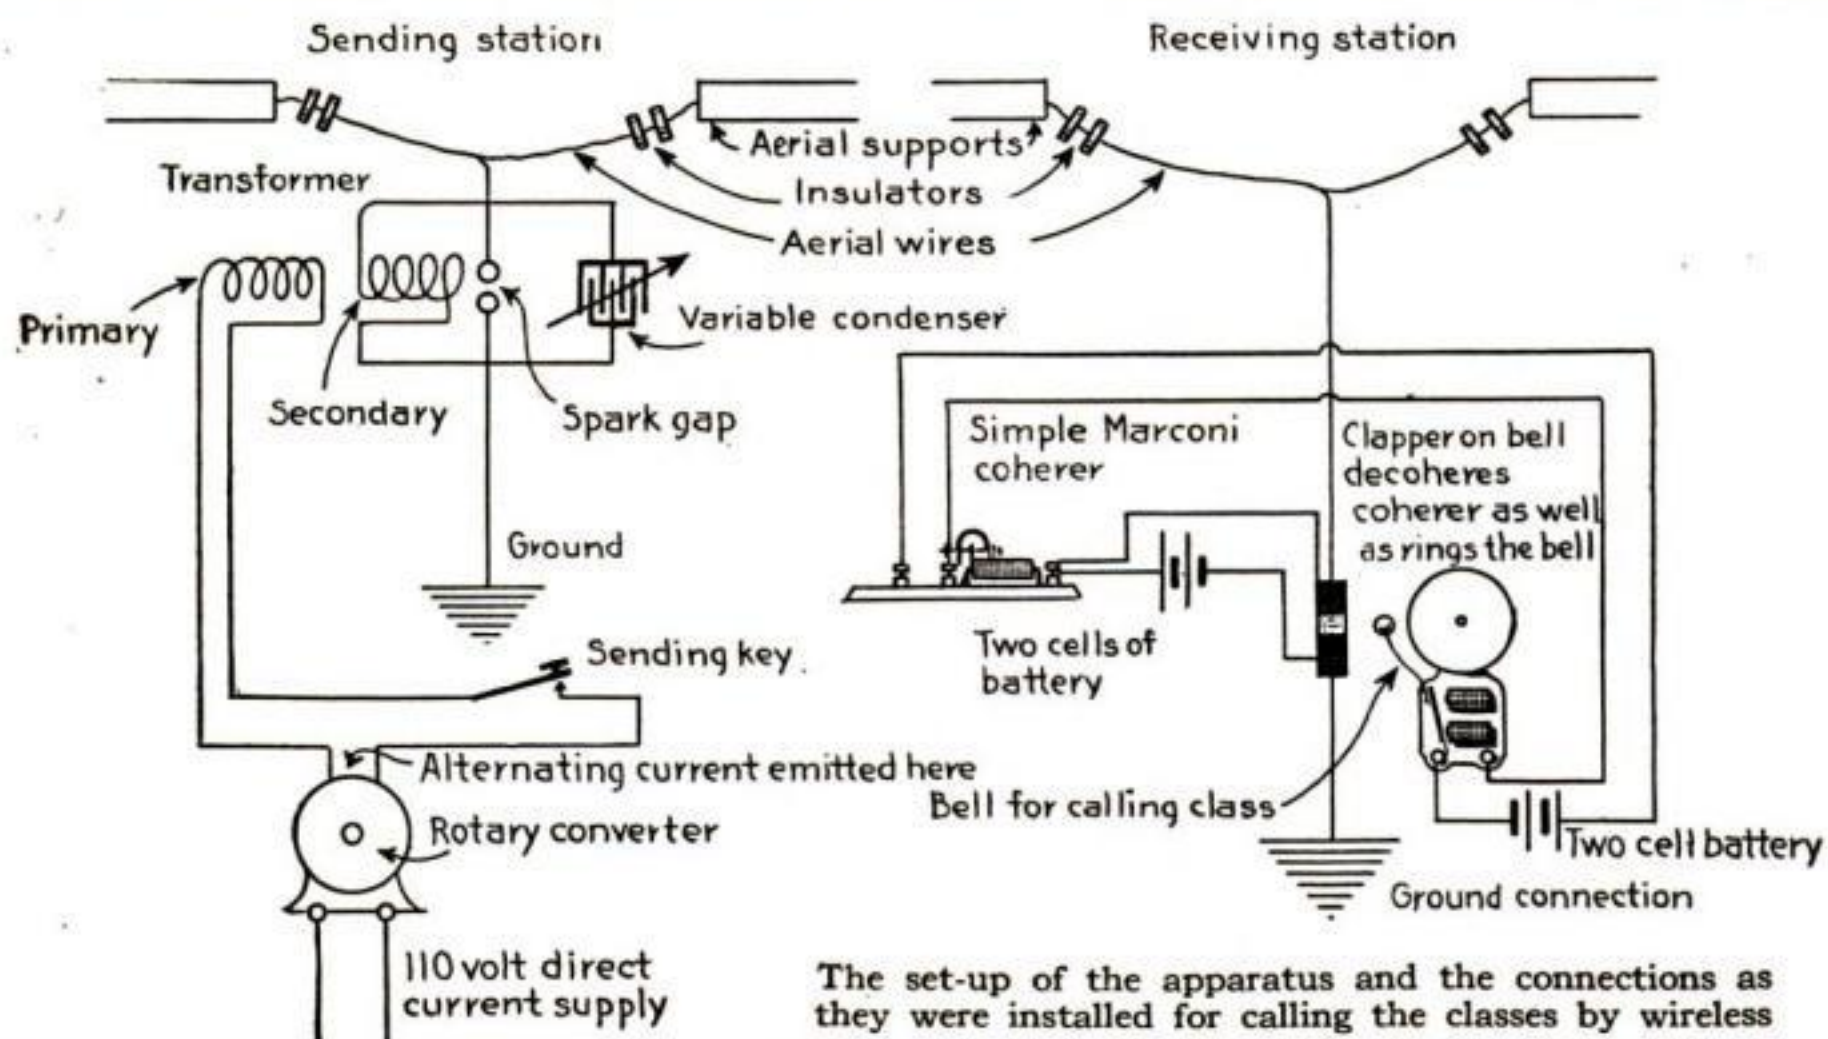 Sending station
Receiving station
Aerial supports
Transformer
Insulators
Aerial wires
Primary
Variable condenser
Secondary
Spark gap
Simple Marconi
coherer
Clapper on bell
decoheres
coherer as well
as rings the bell
Ground
Sending key
Two cells of
battery
Alternating current emitted here
Bell for calling class
Rotary converter
Two cell battery
Ground connection
110 volt direct
current supply
The set-up of the apparatus and the connections as
they were installed for calling the classes by wireless